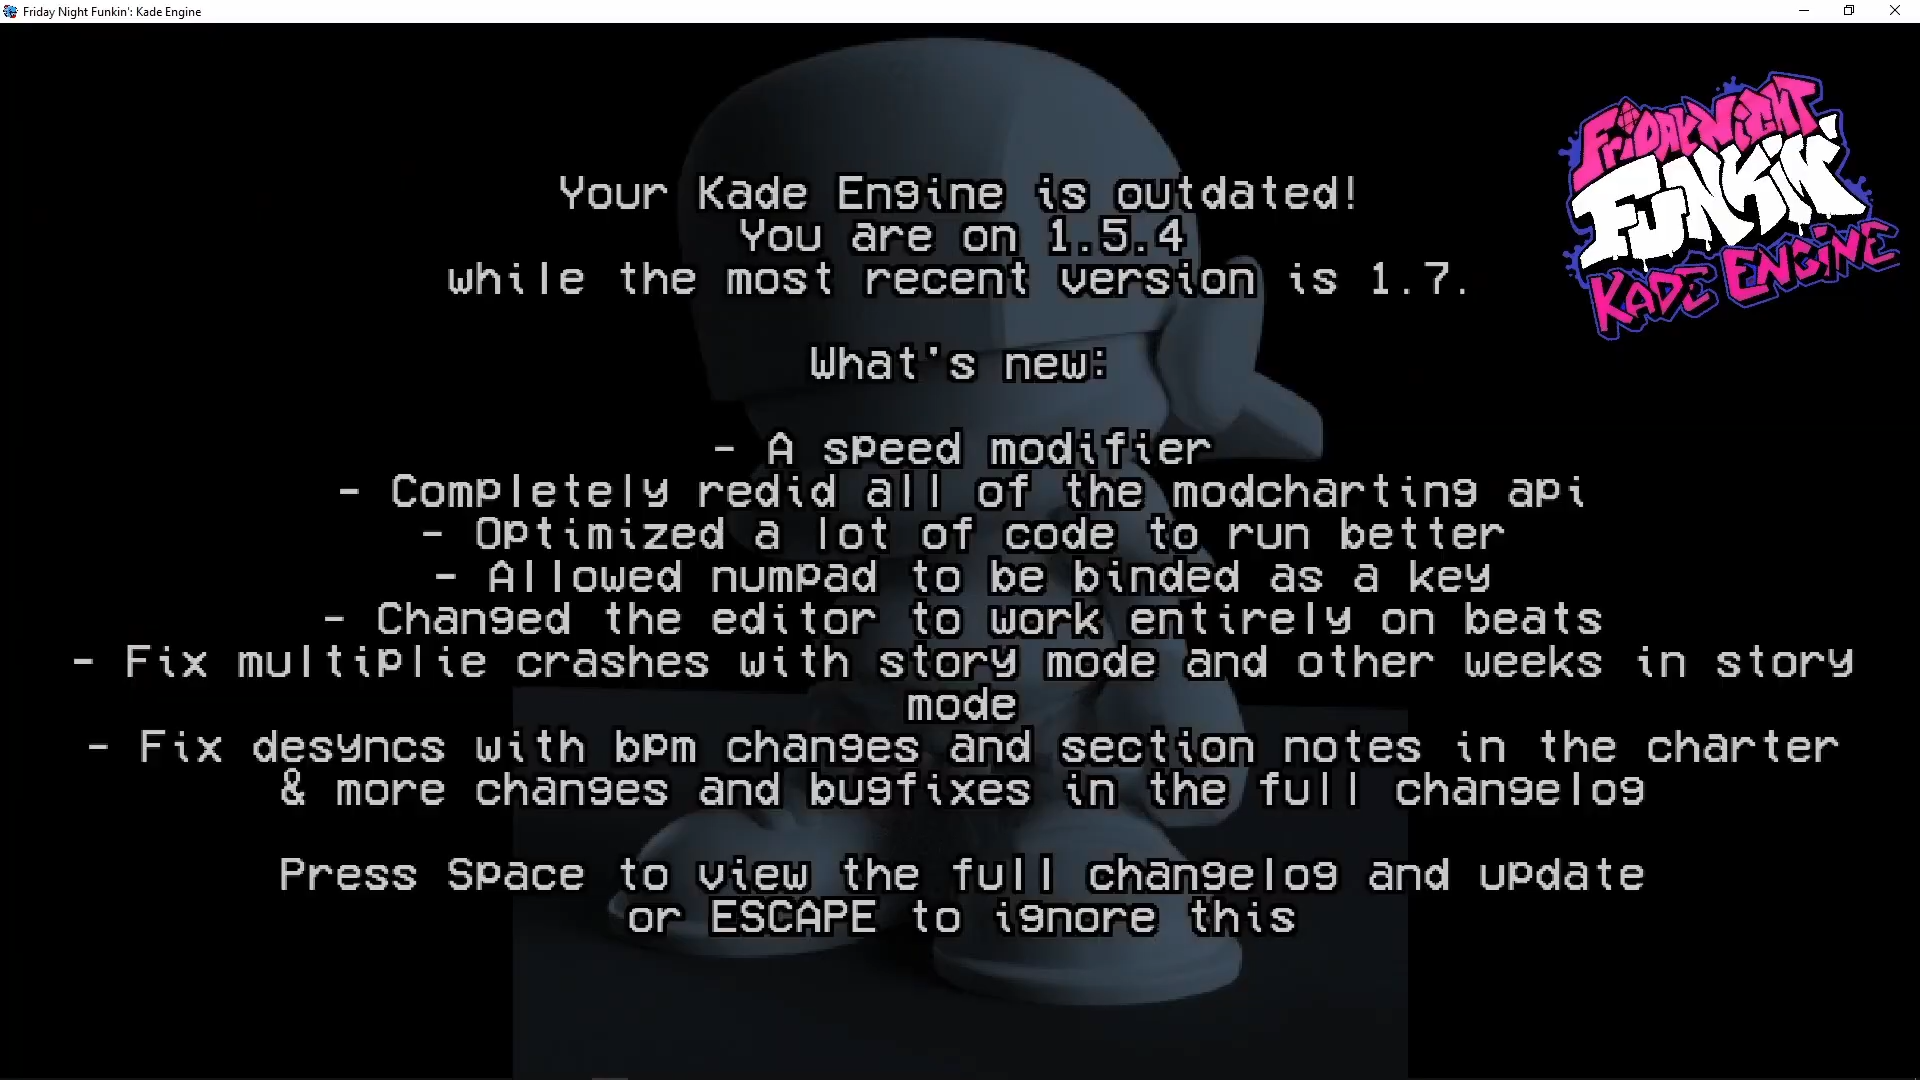 Friday Night Funkin': Kade Engine
FRIDAY NIGHT
FUNKIN'
KADE ENGINE
Your Kade Engine is outdated!
You are on 1.5.4
while the most recent version is 1.7.
What's new:
- A speed modifier
- Completely redid all of the modcharting api
- Optimized a lot of code to run better
- Allowed numpad to be binded as a key
- Changed the editor to work entirely on beats
- Fix multiplie crashes with story mode and other weeks in story
mode
- Fix desyncs with bpm changes and section notes in the charter
& more changes and bugfixes in the full changelog
Press Space to view the full changelog and update
or ESCAPE to ignore this